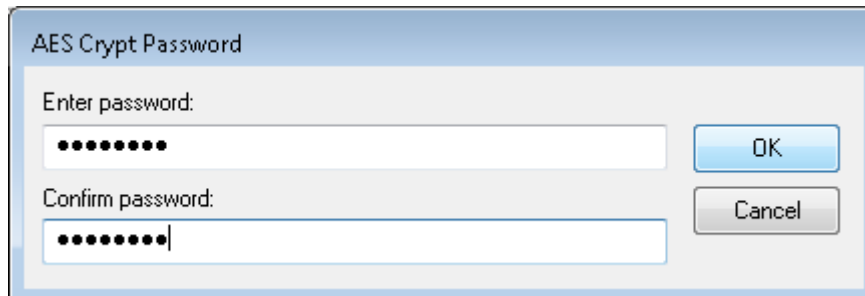 AES Crypt Password
Enter password:
••••••••
OK
Confirm password:
••••••••
Cancel